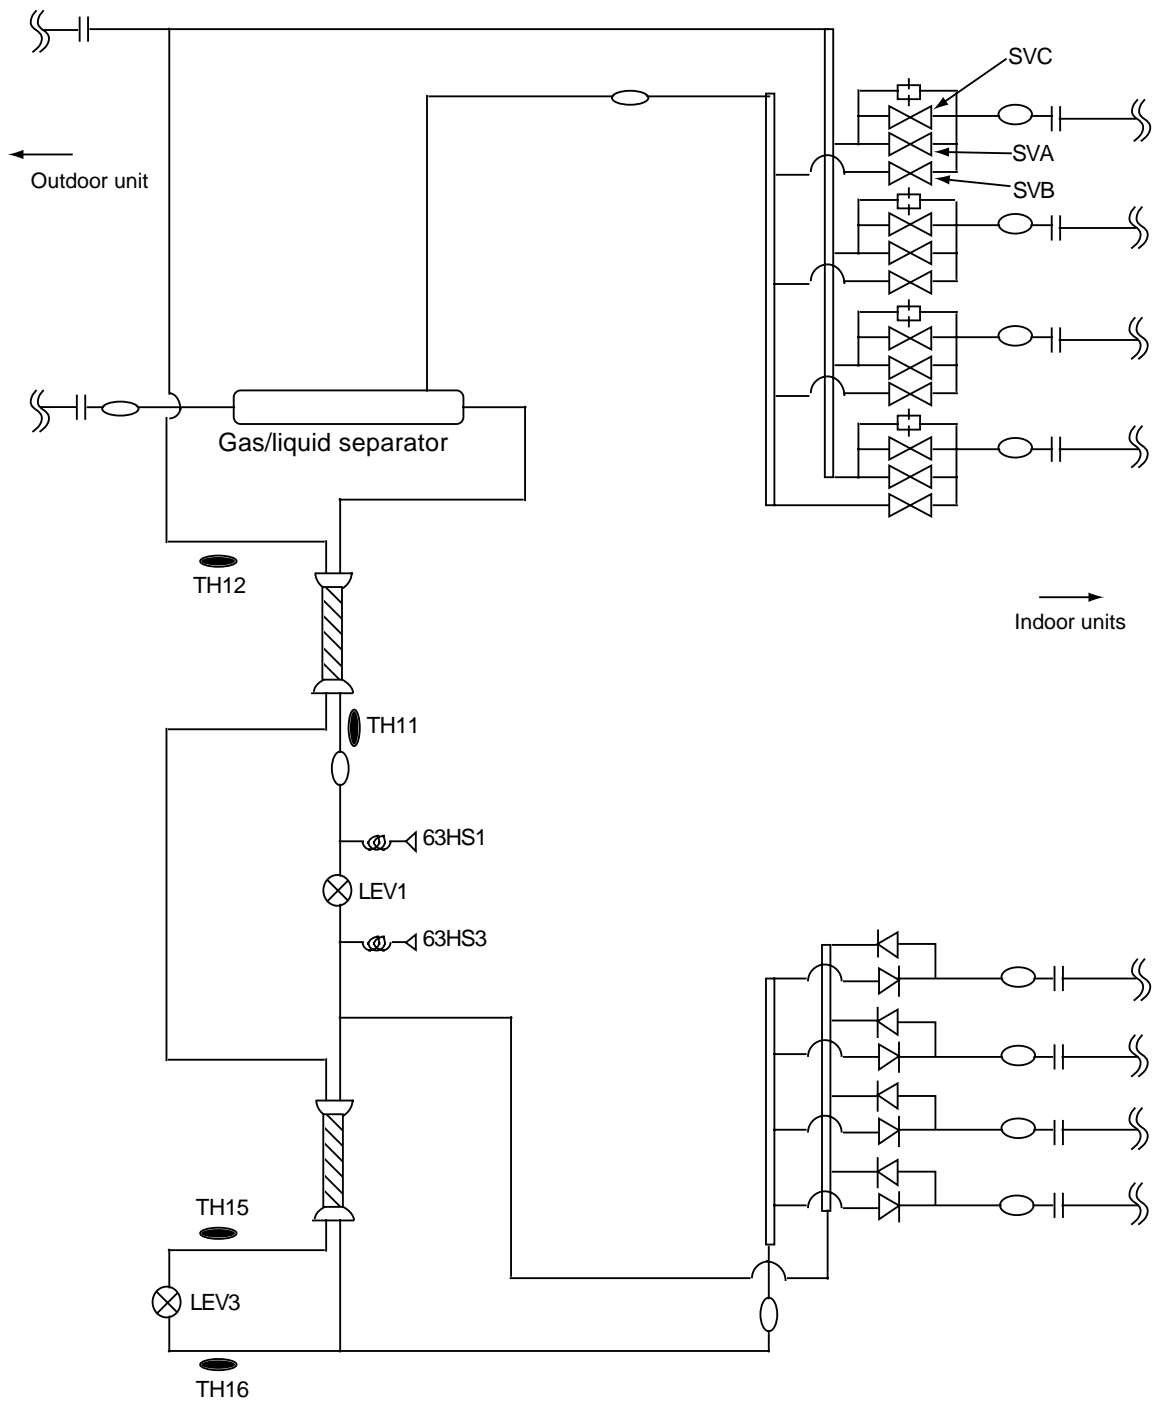 SVC
SVA
Outdoor unit
SVB
Gas/liquid separator
TH12
Indoor units
TH11
63HS1
LEV1
63HS3
TH15
LEV3
TH16